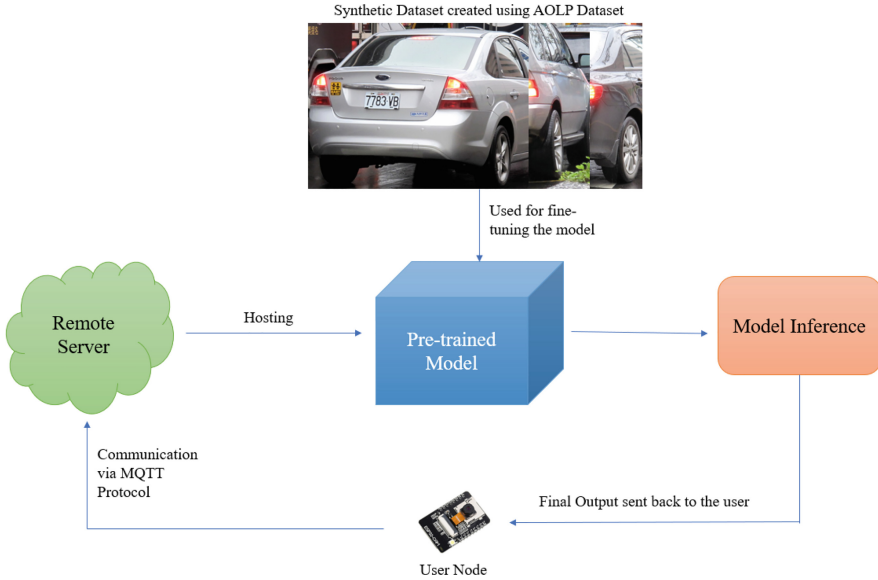 Synthetic Dataset created using AOLP Dataset
7783 VB
Used for fine-
tuning the model
Remote
Server
Hosting
Pre-trained
Model
Model Inference
Communication
via MQTT
Protocol
Final Output sent back to the user
User Node